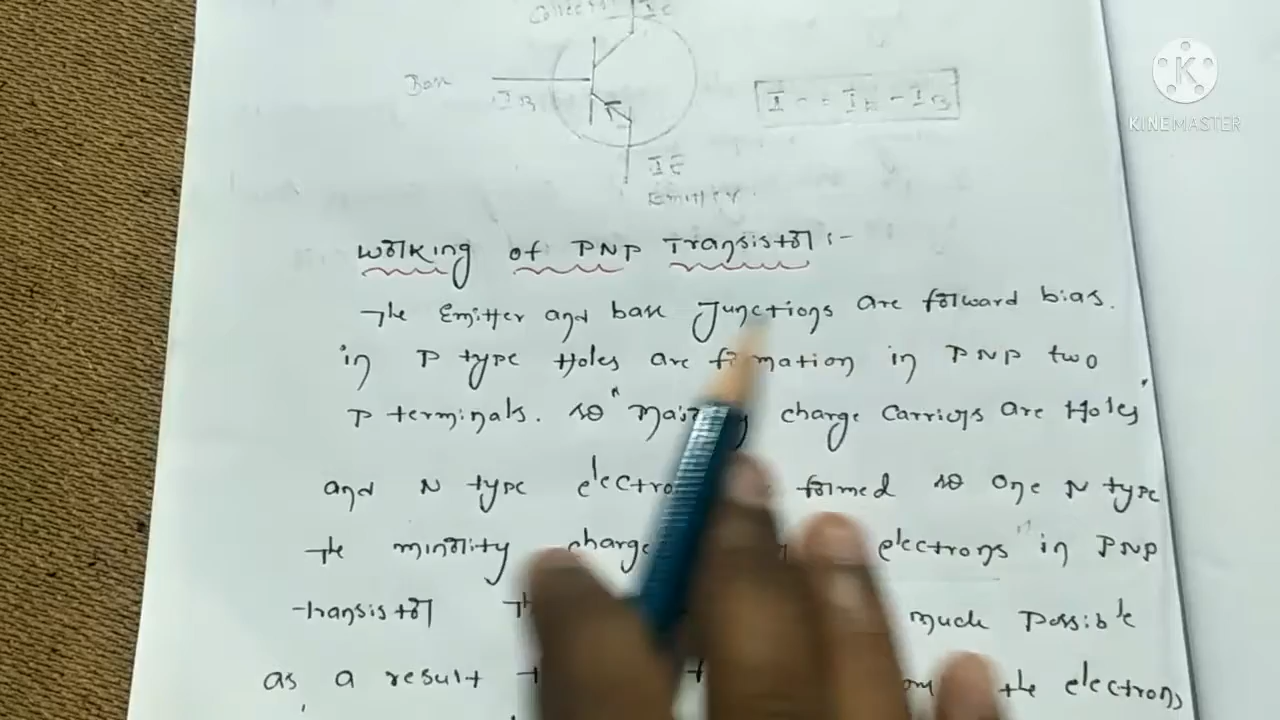 Collector IC
Base
IB
I = IE - IB
IE
Emitter
KINEMASTER
Working of PNP Transistor :-
The Emitter and base Junctions are forward bias.
in P type Holes are formation in PNP two
P terminals. so "Majority charge carriers are Holes"
and N type formed so one N type
The minority charge electrons" in PNP
transistor much Possible
as a result the electrons